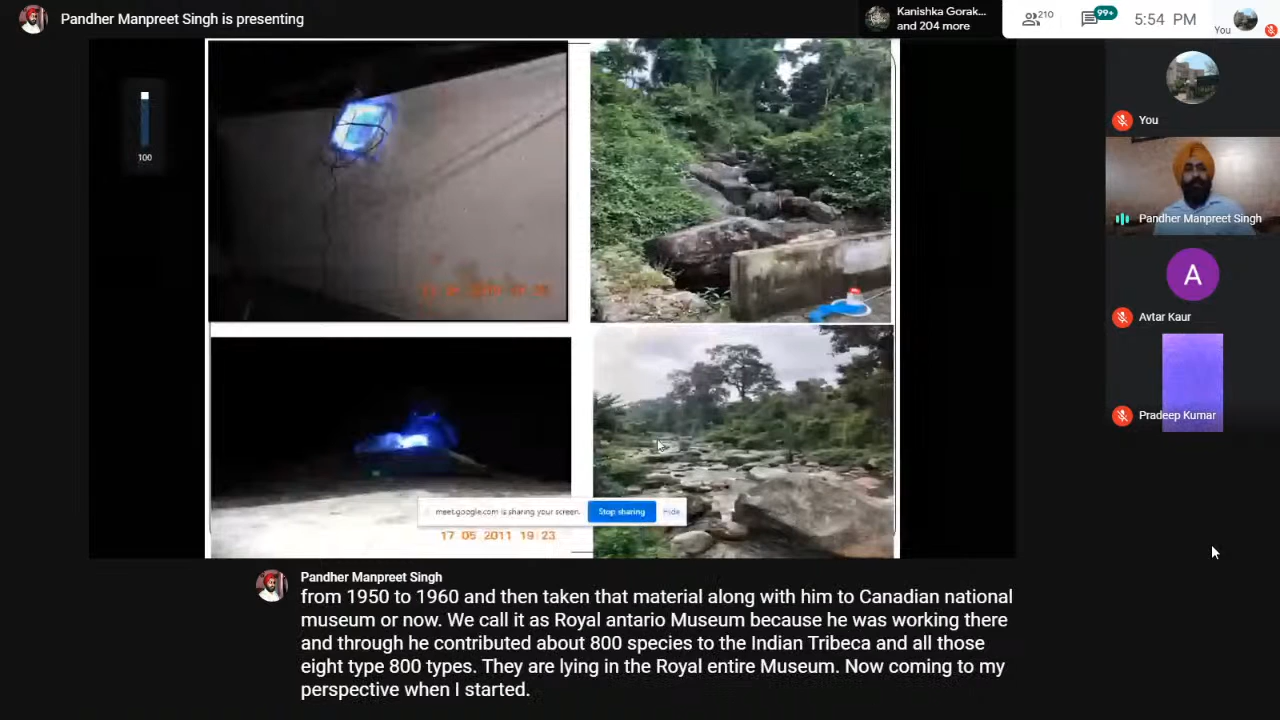 Pandher Manpreet Singh is presenting
Kanishka Gorak...
and 204 more
210
99+
5:54 PM
You
100
You
Pandher Manpreet Singh
A
Avtar Kaur
Pradeep Kumar
meet.google.com is sharing your screen.
Stop sharing
Hide
17 05 2011 19 23
Pandher Manpreet Singh
from 1950 to 1960 and then taken that material along with him to Canadian national
museum or now. We call it as Royal antario Museum because he was working there
and through he contributed about 800 species to the Indian Tribeca and all those
eight type 800 types. They are lying in the Royal entire Museum. Now coming to my
perspective when I started.